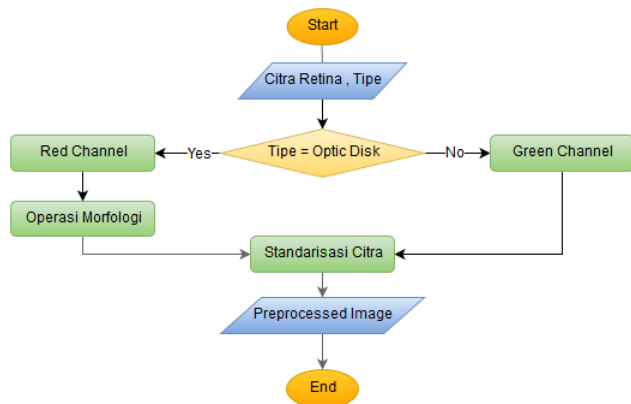 Start
Citra Retina , Tipe
Tipe = Optic Disk
Yes
No
Red Channel
Green Channel
Operasi Morfologi
Standarisasi Citra
Preprocessed Image
End